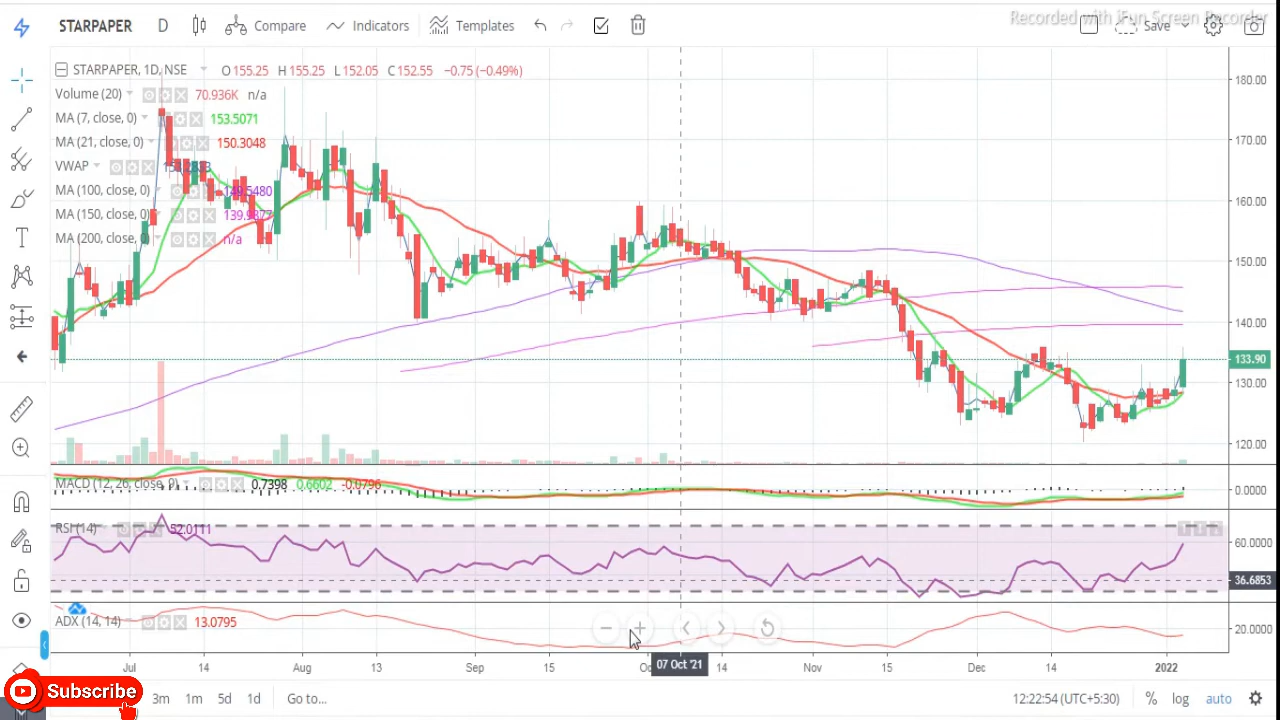 STARPAPER D Compare Indicators Templates Save
Recorded with iFun Screen Recorder
STARPAPER, 1D, NSE O 155.25 H 155.25 L 152.05 C 152.55 −0.75 (−0.49%)
Volume (20) 70.936K n/a
MA (7, close, 0) 153.5071
MA (21, close, 0) 150.3048
VWAP
MA (100, close, 0) 149.5480
MA (150, close, 0) 139.9877
MA (200, close, 0) n/a
180.00
170.00
160.00
150.00
140.00
133.90
130.00
120.00
MACD (12, 26, close, 9) 0.7398 0.6602 -0.0796
0.0000
RSI (14) 52.0111
60.0000
36.6853
ADX (14, 14) 13.0795
20.0000
Jul 14 Aug 13 Sep 15 Oc 07 Oct '21 14 Nov 15 Dec 14 2022
Subscribe
3m 1m 5d 1d Go to... 12:22:54 (UTC+5:30) % log auto